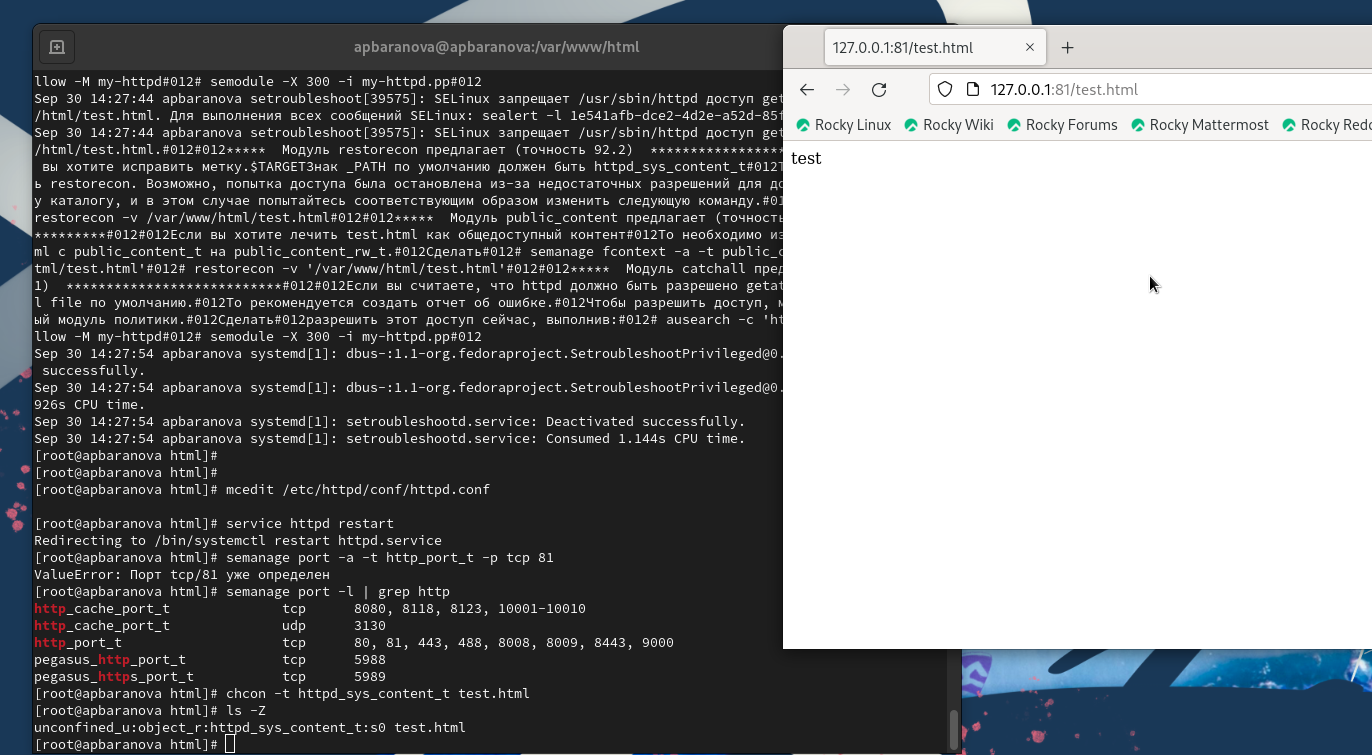 apbaranova@apbaranova:/var/www/html
llow -M my-httpd#012# semodule -X 300 -i my-httpd.pp#012
Sep 30 14:27:44 apbaranova setroubleshoot[39575]: SELinux запрещает /usr/sbin/httpd доступ get
/html/test.html. Для выполнения всех сообщений SELinux: sealert -l 1e541afb-dce2-4d2e-a52d-85f
Sep 30 14:27:44 apbaranova setroubleshoot[39575]: SELinux запрещает /usr/sbin/httpd доступ get
/html/test.html.#012#012***** Модуль restorecon предлагает (точность 92.2) *****************
вы хотите исправить метку.$TARGETЗнак _PATH по умолчанию должен быть httpd_sys_content_t#012
ь restorecon. Возможно, попытка доступа была остановлена из-за недостаточных разрешений для до
у каталогу, и в этом случае попытайтесь соответствующим образом изменить следующую команду.#01
restorecon -v /var/www/html/test.html#012#012***** Модуль public_content предлагает (точность
*********#012#012Если вы хотите лечить test.html как общедоступный контент#012То необходимо из
ml с public_content_t на public_content_rw_t.#012Сделать#012# semanage fcontext -a -t public_c
tml/test.html'#012# restorecon -v '/var/www/html/test.html'#012#012***** Модуль catchall пред
1) ***************************#012#012Если вы считаете, что httpd должно быть разрешено getat
l file по умолчанию.#012То рекомендуется создать отчет об ошибке.#012Чтобы разрешить доступ, м
ый модуль политики.#012Сделать#012разрешить этот доступ сейчас, выполнив:#012# ausearch -c 'ht
llow -M my-httpd#012# semodule -X 300 -i my-httpd.pp#012
Sep 30 14:27:54 apbaranova systemd[1]: dbus-:1.1-org.fedoraproject.SetroubleshootPrivileged@0.
successfully.
Sep 30 14:27:54 apbaranova systemd[1]: dbus-:1.1-org.fedoraproject.SetroubleshootPrivileged@0.
926s CPU time.
Sep 30 14:27:54 apbaranova systemd[1]: setroubleshootd.service: Deactivated successfully.
Sep 30 14:27:54 apbaranova systemd[1]: setroubleshootd.service: Consumed 1.144s CPU time.
[root@apbaranova html]#
[root@apbaranova html]#
[root@apbaranova html]# mcedit /etc/httpd/conf/httpd.conf
[root@apbaranova html]# service httpd restart
Redirecting to /bin/systemctl restart httpd.service
[root@apbaranova html]# semanage port -a -t http_port_t -p tcp 81
ValueError: Порт tcp/81 уже определен
[root@apbaranova html]# semanage port -l | grep http
http_cache_port_t tcp 8080, 8118, 8123, 10001-10010
http_cache_port_t udp 3130
http_port_t tcp 80, 81, 443, 488, 8008, 8009, 8443, 9000
pegasus_http_port_t tcp 5988
pegasus_https_port_t tcp 5989
[root@apbaranova html]# chcon -t httpd_sys_content_t test.html
[root@apbaranova html]# ls -Z
unconfined_u:object_r:httpd_sys_content_t:s0 test.html
[root@apbaranova html]#
127.0.0.1:81/test.html
127.0.0.1:81/test.html
Rocky Linux Rocky Wiki Rocky Forums Rocky Mattermost Rocky Redd
test